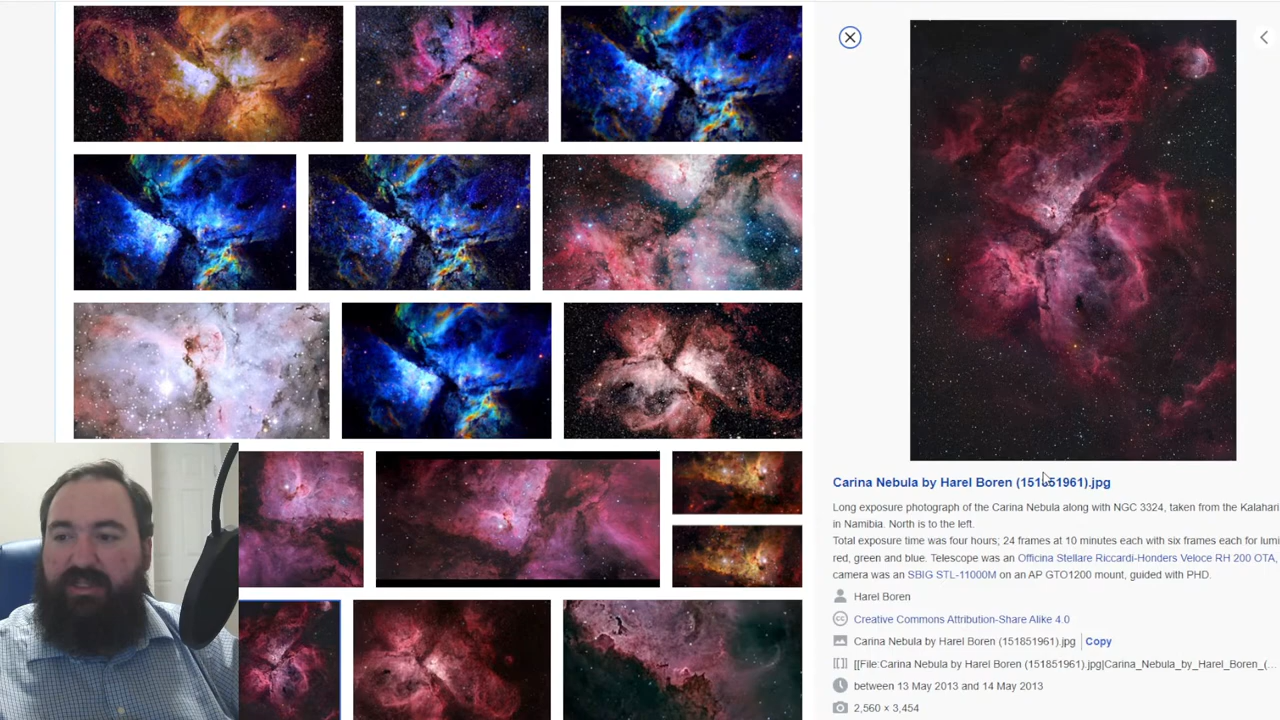 Carina Nebula by Harel Boren (151851961).jpg
Long exposure photograph of the Carina Nebula along with NGC 3324, taken from the Kalahari
in Namibia. North is to the left.
Total exposure time was four hours; 24 frames at 10 minutes each with six frames each for lumi
red, green and blue. Telescope was an Officina Stellare Riccardi-Honders Veloce RH 200 OTA,
camera was an SBIG STL-11000M on an AP GTO1200 mount, guided with PHD.
Harel Boren
cc Creative Commons Attribution-Share Alike 4.0
Carina Nebula by Harel Boren (151851961).jpg Copy
[[File:Carina Nebula by Harel Boren (151851961).jpg|Carina_Nebula_by_Harel_Boren_(…
between 13 May 2013 and 14 May 2013
2,560 × 3,454